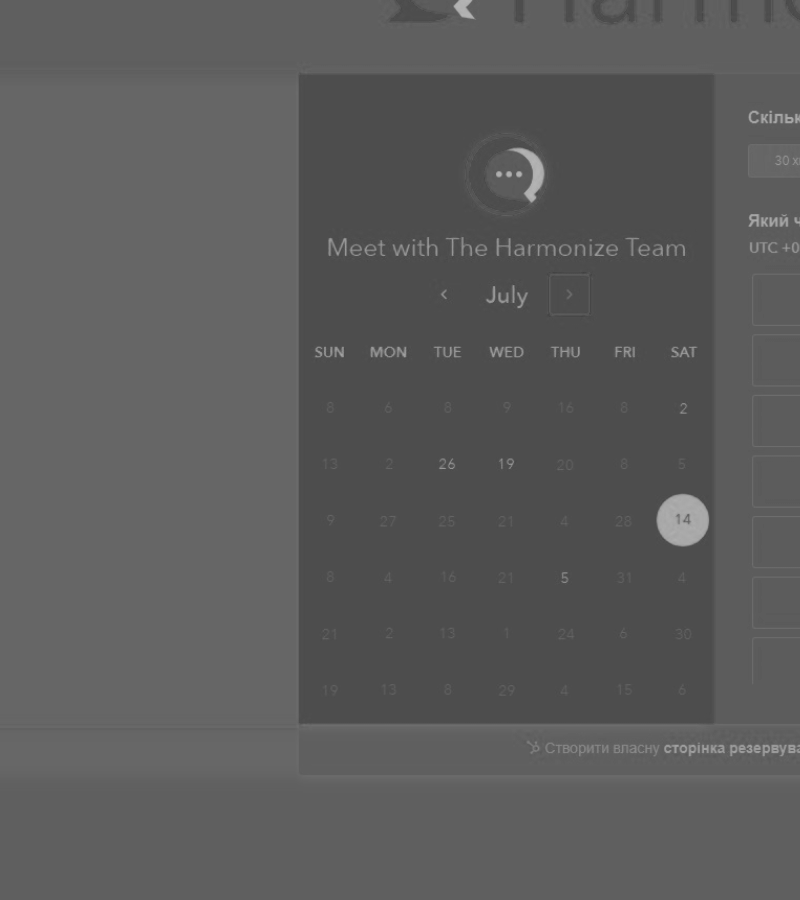 Harmo
Скільк
30 х
Meet with The Harmonize Team
Який ч
UTC +0
July
SUN MON TUE WED THU FRI SAT
8 6 8 9 16 8 2
13 2 26 19 20 8 5
9 27 25 21 4 28 14
8 4 16 21 5 31 4
21 2 13 1 24 6 30
19 13 8 29 4 15 6
Створити власну сторінка резервува